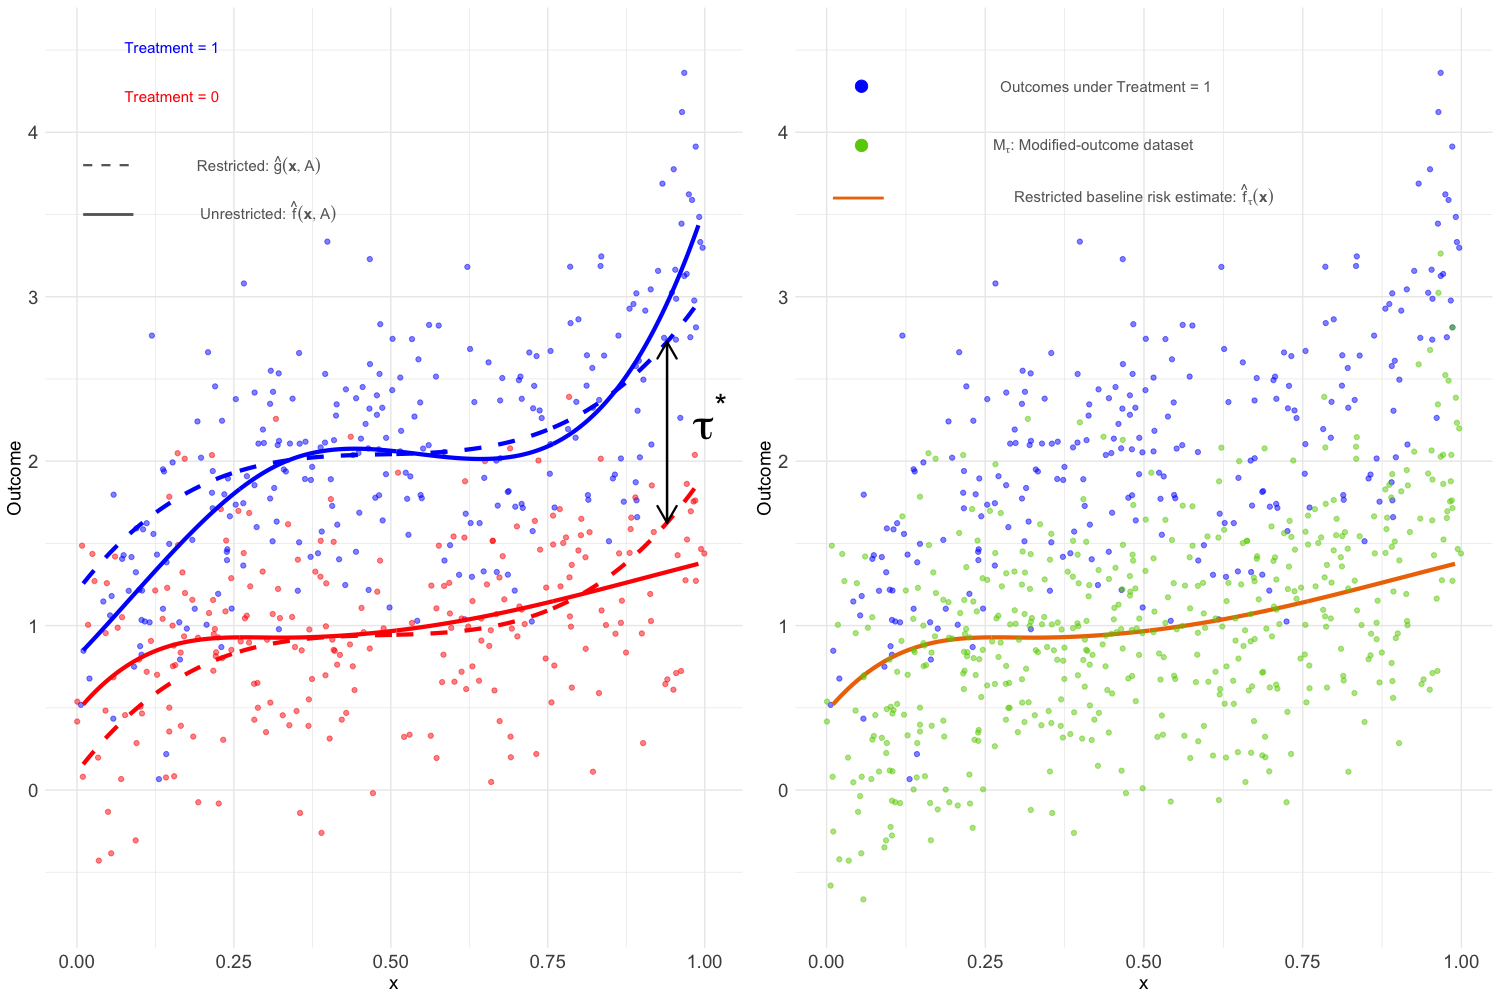 Treatment = 1
Treatment = 0
Restricted: ĝ(x, A)
Unrestricted: f̂(x, A)
τ*
Outcome
4
3
2
1
0
0.00 0.25 0.50 0.75 1.00
x
Outcomes under Treatment = 1
Mτ: Modified-outcome dataset
Restricted baseline risk estimate: f̂τ(x)
Outcome
4
3
2
1
0
0.00 0.25 0.50 0.75 1.00
x